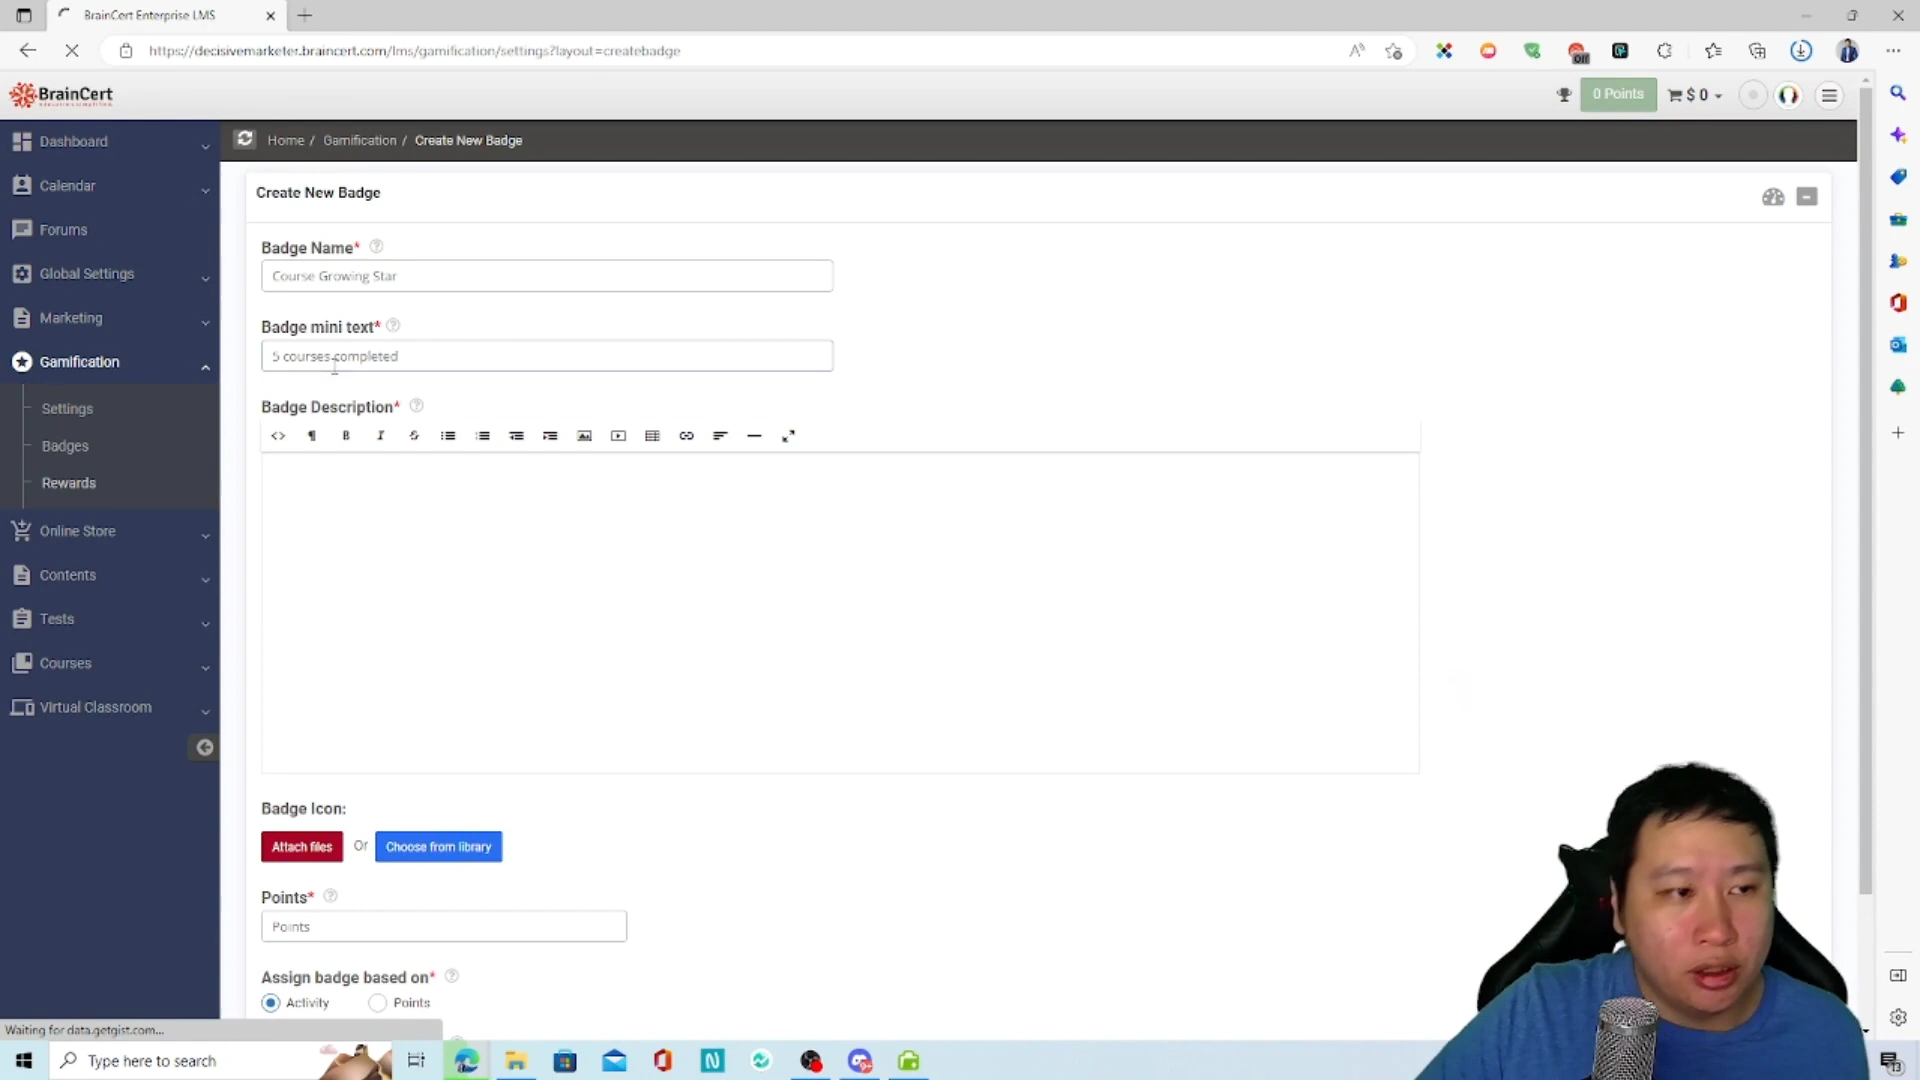 BrainCert Enterprise LMS
https://decisivemarketer.braincert.com/lms/gamification/settings?layout=createbadge
BrainCert
0 Points
$ 0
Dashboard
Calendar
Forums
Global Settings
Marketing
Gamification
Settings
Badges
Rewards
Online Store
Contents
Tests
Courses
Virtual Classroom
Home / Gamification / Create New Badge
Create New Badge
Badge Name*
Course Growing Star
Badge mini text*
5 courses completed
Badge Description*
Badge Icon:
Attach files Or Choose from library
Points*
Points
Assign badge based on*
Activity Points
Waiting for data.getgist.com...
Type here to search